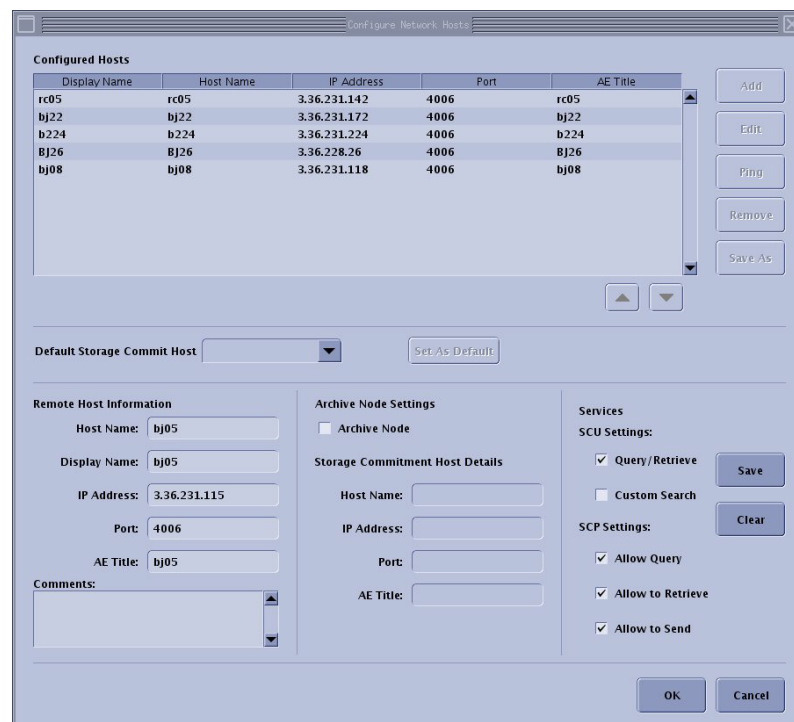 Configure Network Hosts
Configured Hosts
Display Name Host Name IP Address Port AE Title
rc05 rc05 3.36.231.142 4006 rc05
bj22 bj22 3.36.231.172 4006 bj22
b224 b224 3.36.231.224 4006 b224
BJ26 BJ26 3.36.228.26 4006 BJ26
bj08 bj08 3.36.231.118 4006 bj08
Add
Edit
Ping
Remove
Save As
Default Storage Commit Host
Set As Default
Remote Host Information
Host Name: bj05
Display Name: bj05
IP Address: 3.36.231.115
Port: 4006
AE Title: bj05
Comments:
Archive Node Settings
Archive Node
Storage Commitment Host Details
Host Name:
IP Address:
Port:
AE Title:
Services
SCU Settings:
Query/Retrieve
Custom Search
SCP Settings:
Allow Query
Allow to Retrieve
Allow to Send
Save
Clear
OK
Cancel